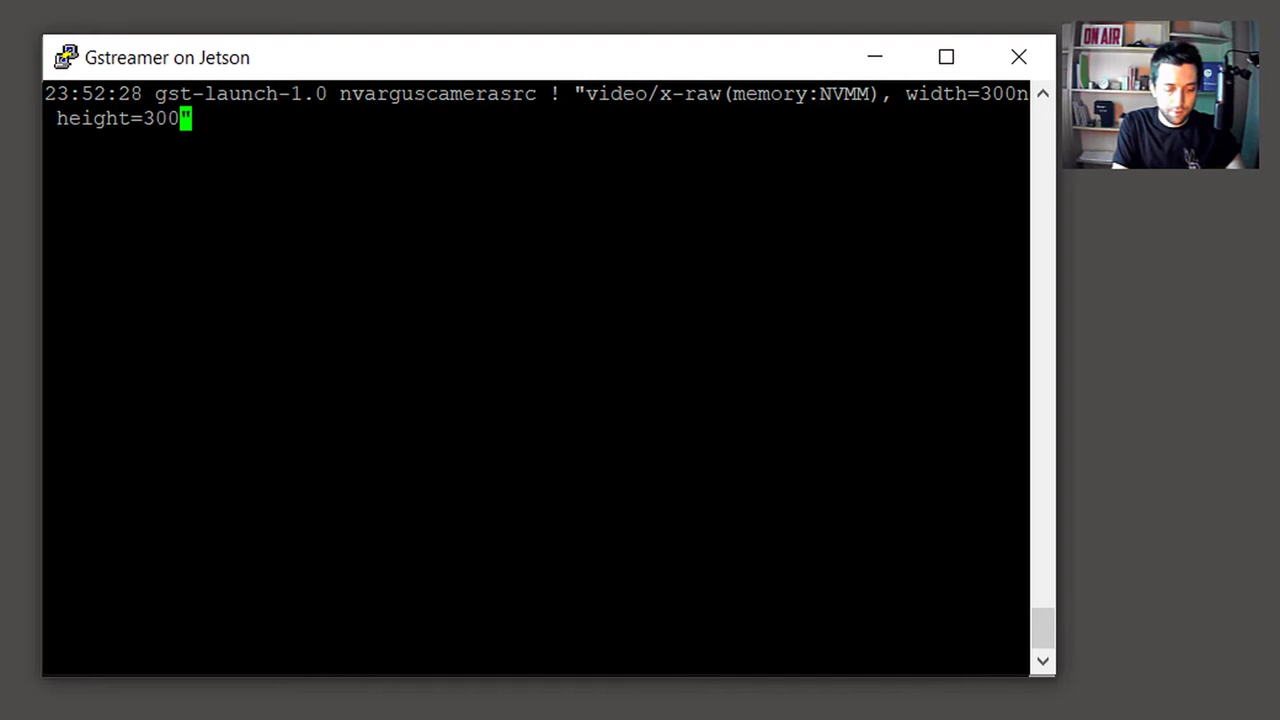 Gstreamer on Jetson
23:52:28 gst-launch-1.0 nvarguscamerasrc ! "video/x-raw(memory:NVMM), width=300n
height=300"
ON AIR